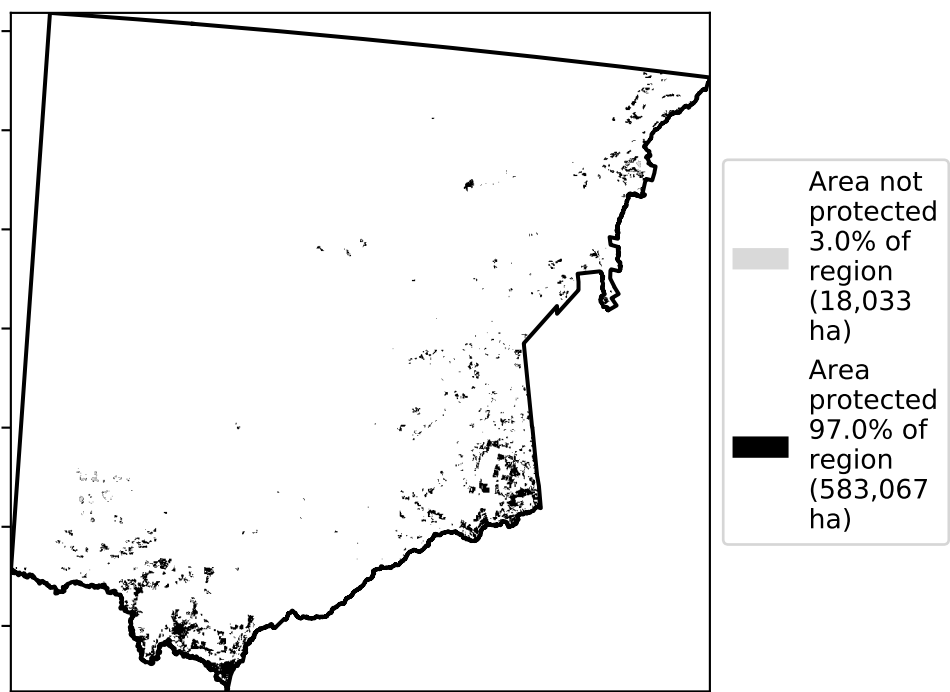 Area not
protected
3.0% of
region
(18,033
ha)
Area
protected
97.0% of
region
(583,067
ha)